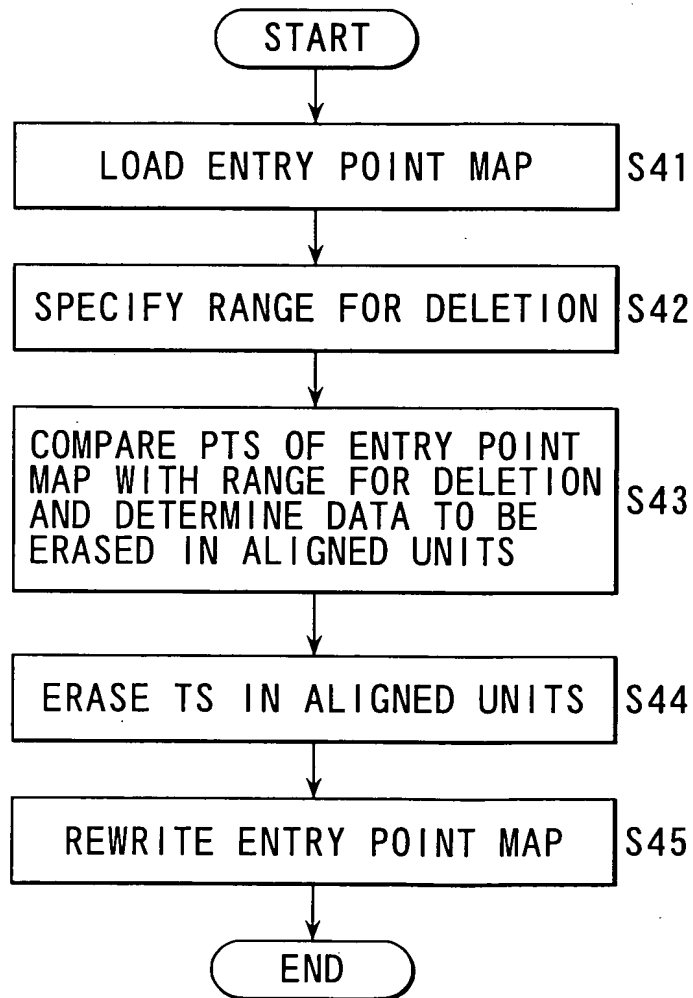 START
LOAD ENTRY POINT MAP
S41
SPECIFY RANGE FOR DELETION
S42
COMPARE PTS OF ENTRY POINT
MAP WITH RANGE FOR DELETION
AND DETERMINE DATA TO BE
ERASED IN ALIGNED UNITS
S43
ERASE TS IN ALIGNED UNITS
S44
REWRITE ENTRY POINT MAP
S45
END